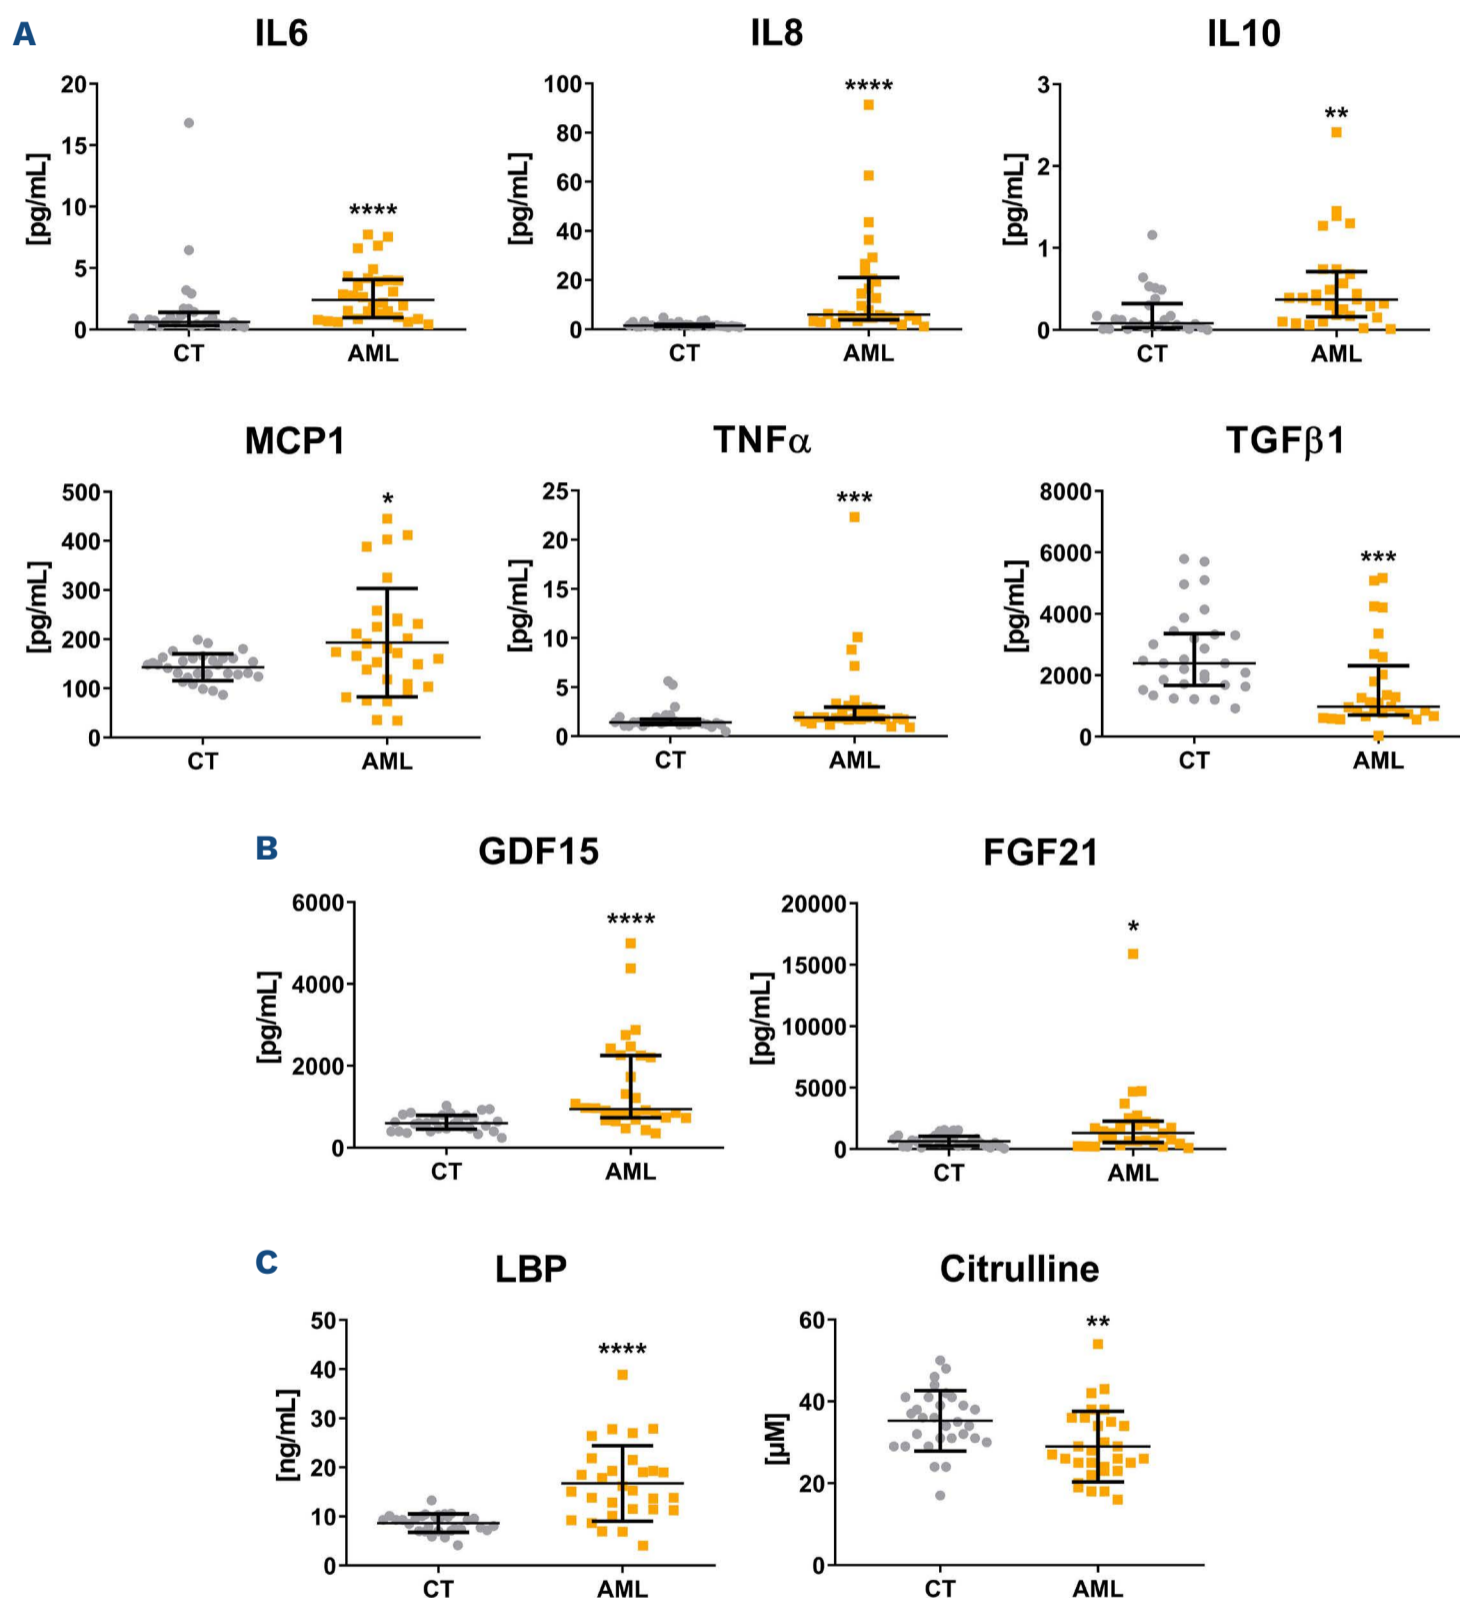 A
IL6 IL8 IL10
[pg/mL] 20 15 10 5 0 **** CT AML
[pg/mL] 100 80 60 40 20 0 **** CT AML
[pg/mL] 3 2 1 0 ** CT AML
MCP1 TNFα TGFβ1
[pg/mL] 500 400 300 200 100 0 * CT AML
[pg/mL] 25 20 15 10 5 0 *** CT AML
[pg/mL] 8000 6000 4000 2000 0 *** CT AML
B
GDF15 FGF21
[pg/mL] 6000 4000 2000 0 **** CT AML
[pg/mL] 20000 15000 10000 5000 0 * CT AML
C
LBP Citrulline
[ng/mL] 50 40 30 20 10 0 **** CT AML
[µM] 60 40 20 0 ** CT AML